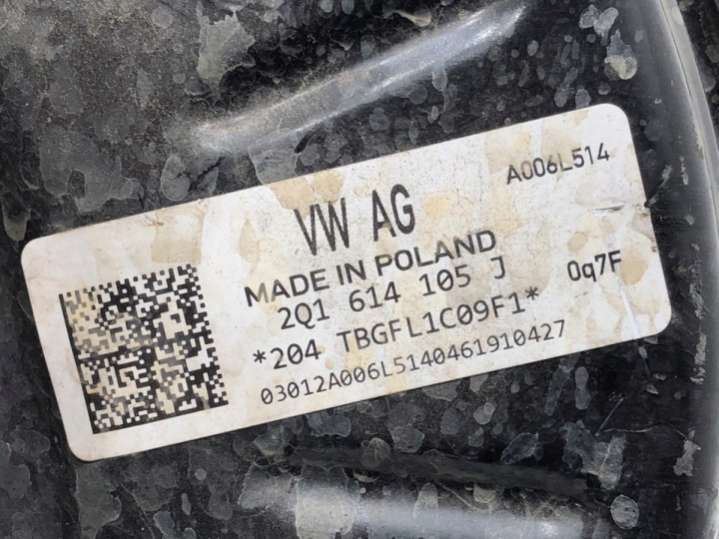 A006L514
VW AG
MADE IN POLAND
2Q1 614 105 J
0q7F
*204 TBGFL1C09F1*
03012A006L5140461910427